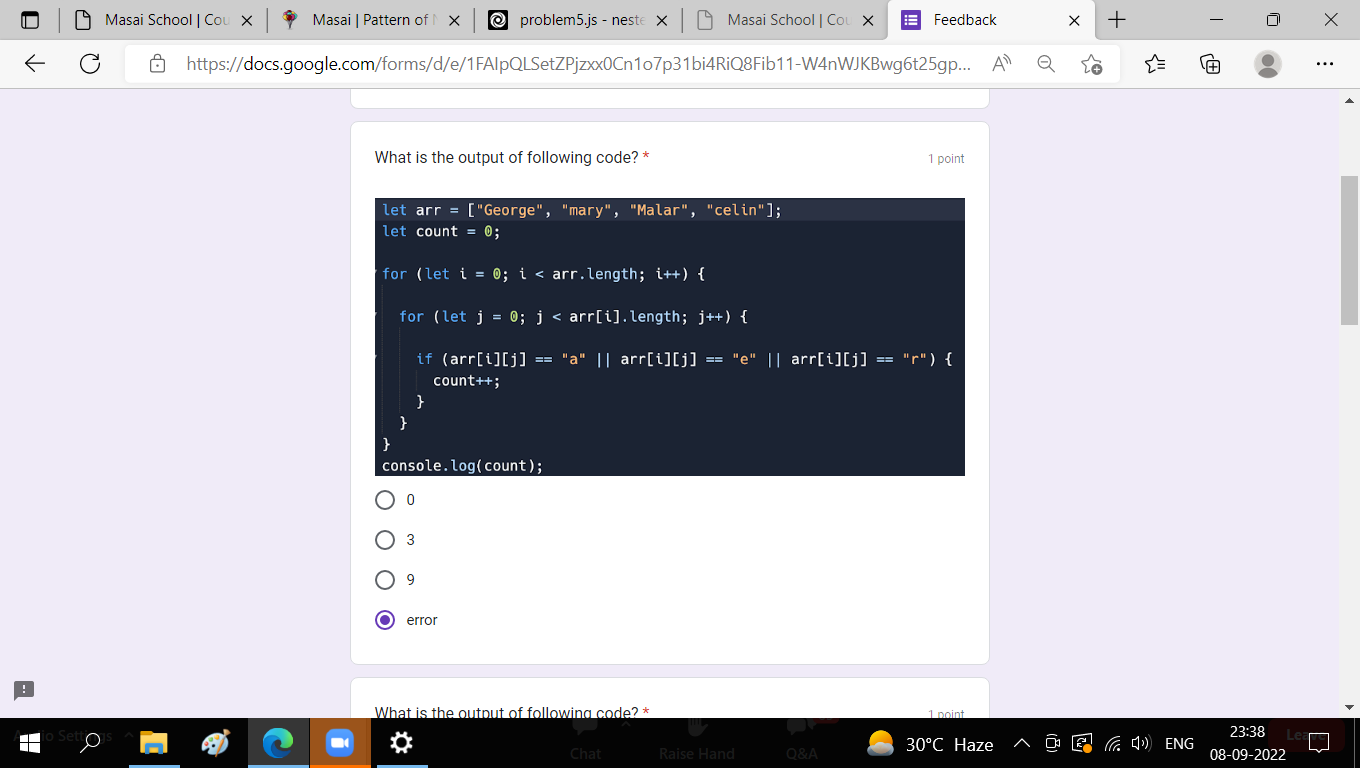 Masai School | Cou
Masai | Pattern of
problem5.js - neste
Masai School | Cou
Feedback
https://docs.google.com/forms/d/e/1FAIpQLSetZPjzxx0Cn1o7p31bi4RiQ8Fib11-W4nWJKBwg6t25gp...
What is the output of following code? *
1 point
let arr = ["George", "mary", "Malar", "celin"];
let count = 0;
for (let i = 0; i < arr.length; i++) {
for (let j = 0; j < arr[i].length; j++) {
if (arr[i][j] == "a" || arr[i][j] == "e" || arr[i][j] == "r") {
count++;
}
}
}
console.log(count);
0
3
9
error
What is the output of following code? *
1 point
Chat
Raise Hand
Q&A
30°C Haze
ENG
23:38
08-09-2022
Leave